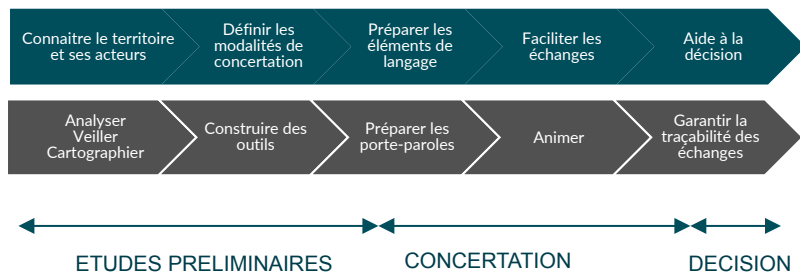 Connaitre le territoire
et ses acteurs
Définir les
modalités de
concertation
Préparer les
éléments de
langage
Faciliter les
échanges
Aide à la
décision
Analyser
Veiller
Cartographier
Construire des
outils
Préparer les
porte-paroles
Animer
Garantir la
traçabilité des
échanges
ETUDES PRELIMINAIRES
CONCERTATION
DECISION